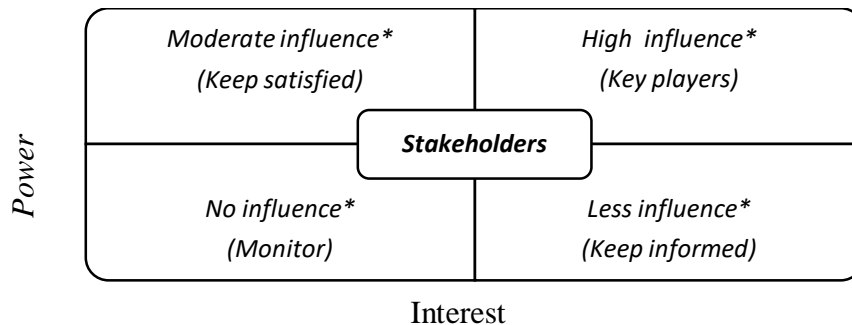 Moderate influence*
(Keep satisfied)
High influence*
(Key players)
Stakeholders
Power
No influence*
(Monitor)
Less influence*
(Keep informed)
Interest